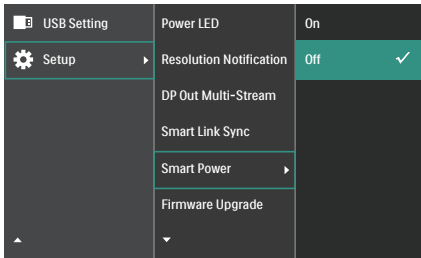 USB Setting
Setup
Power LED
Resolution Notification
DP Out Multi-Stream
Smart Link Sync
Smart Power
Firmware Upgrade
On
Off